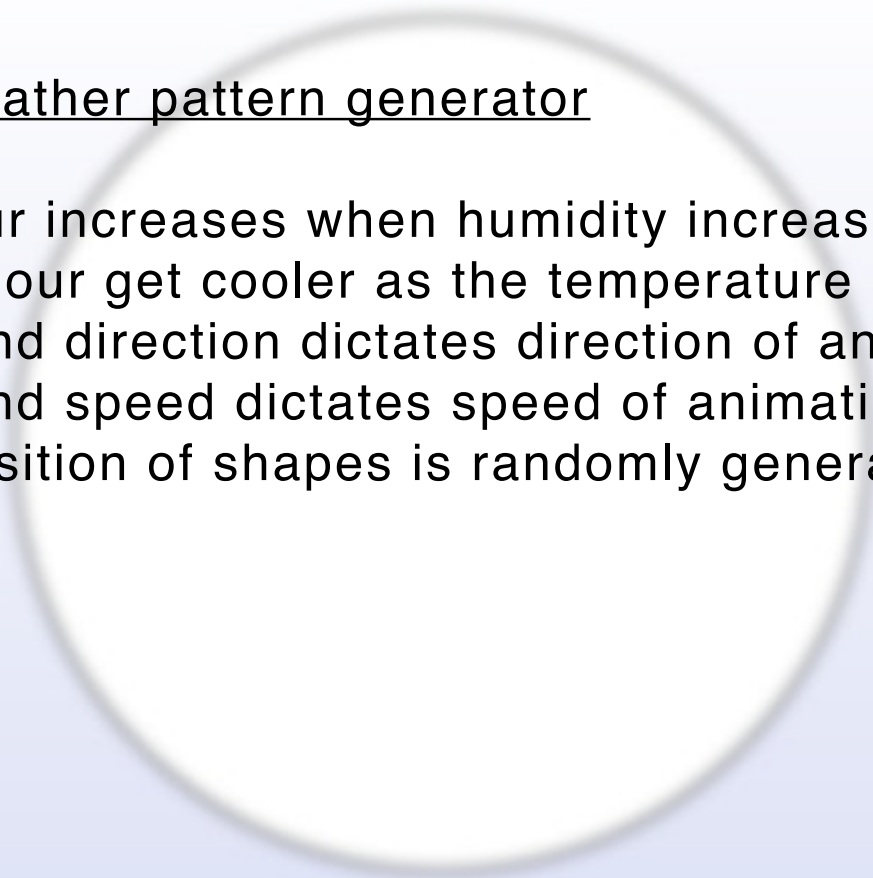 ather pattern generator
ur increases when humidity increas
our get cooler as the temperature
nd direction dictates direction of an
nd speed dictates speed of animati
sition of shapes is randomly genera